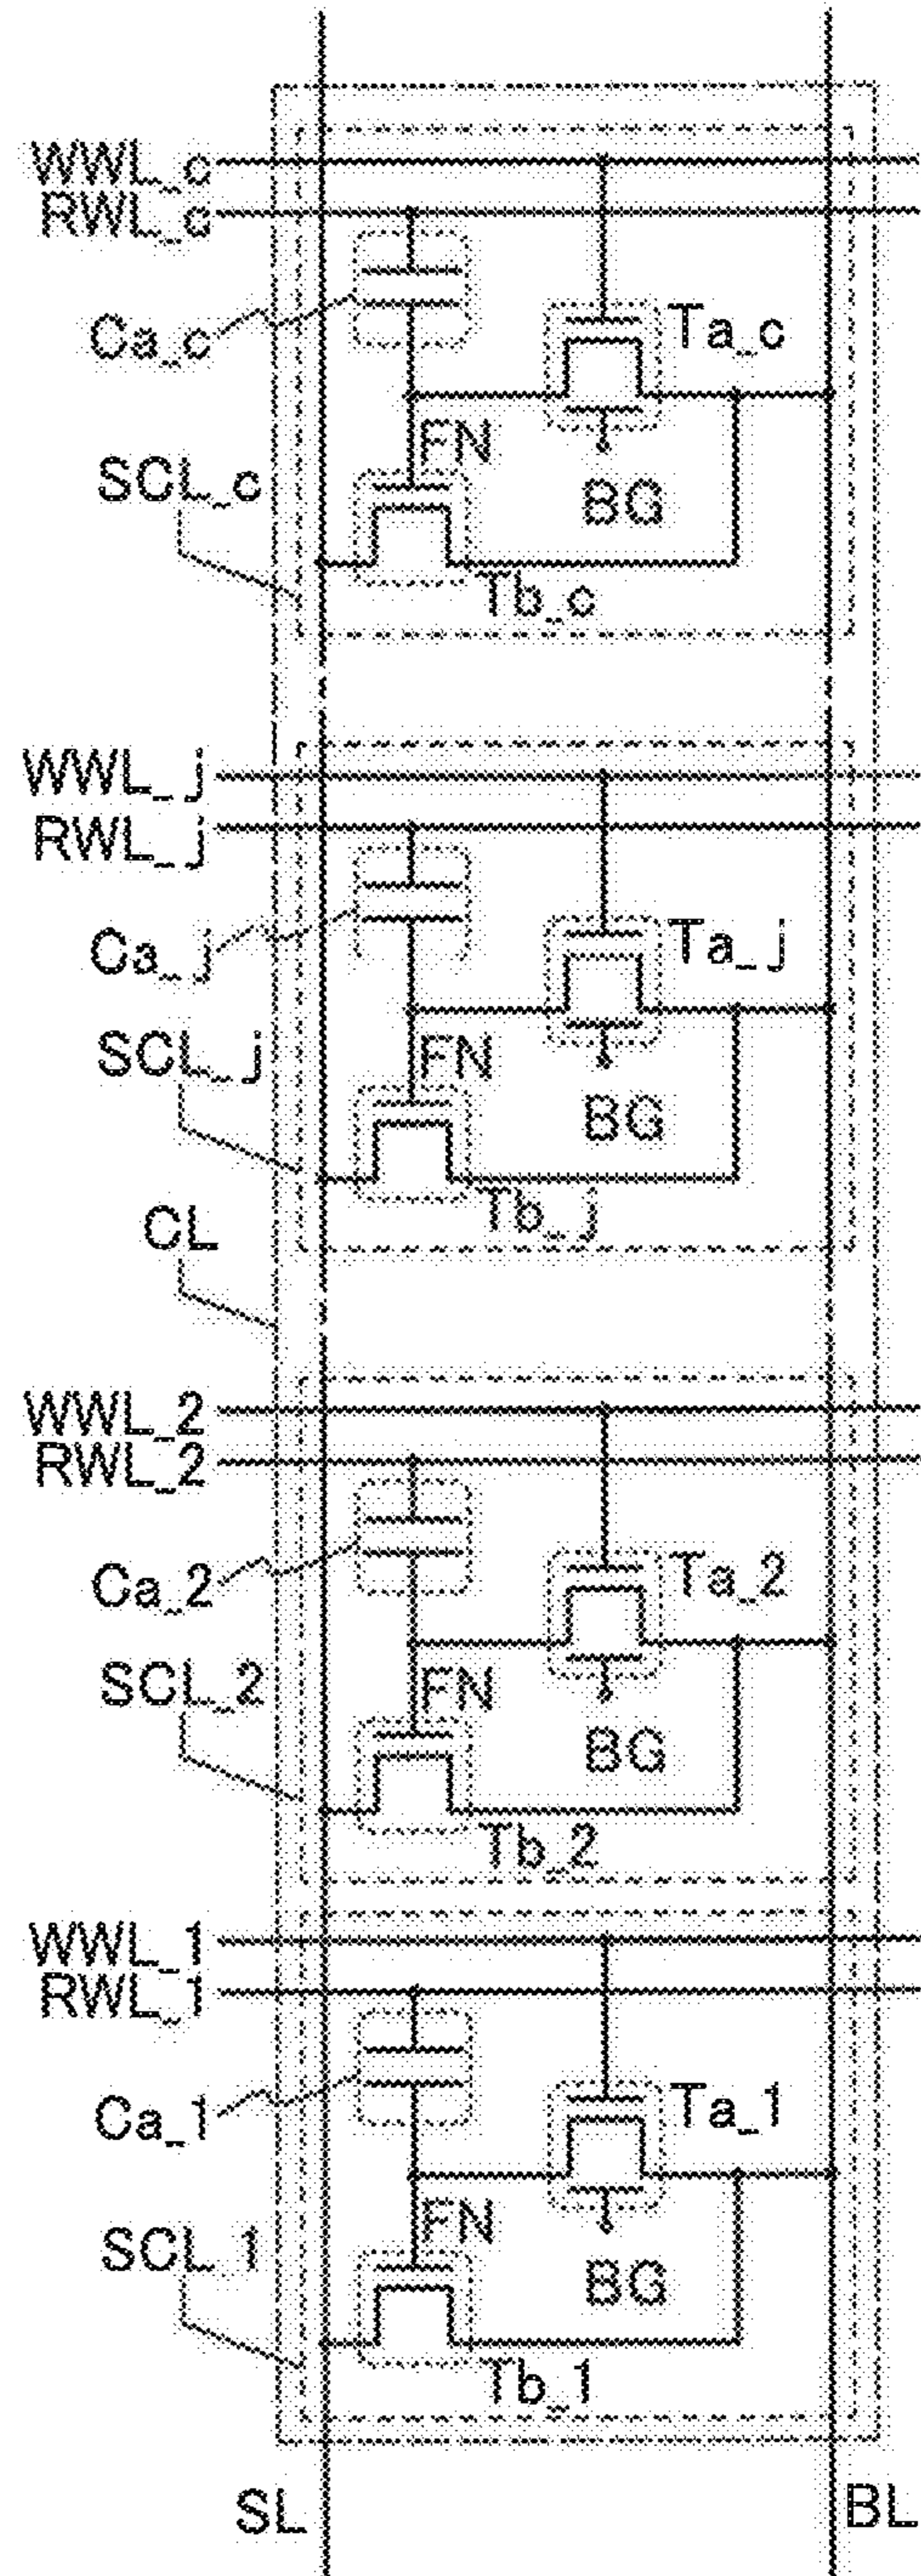 WWL_c
RWL_c
Ca_c
Ta_c
FN
SCL_c
BG
Tb_c
WWL_j
RWL_j
Ca_j
Ta_j
FN
SCL_j
BG
Tb_j
CL
WWL_2
RWL_2
Ca_2
Ta_2
SCL_2
FN
BG
Tb_2
WWL_1
RWL_1
Ca_1
Ta_1
FN
SCL_1
BG
Tb_1
SL
BL